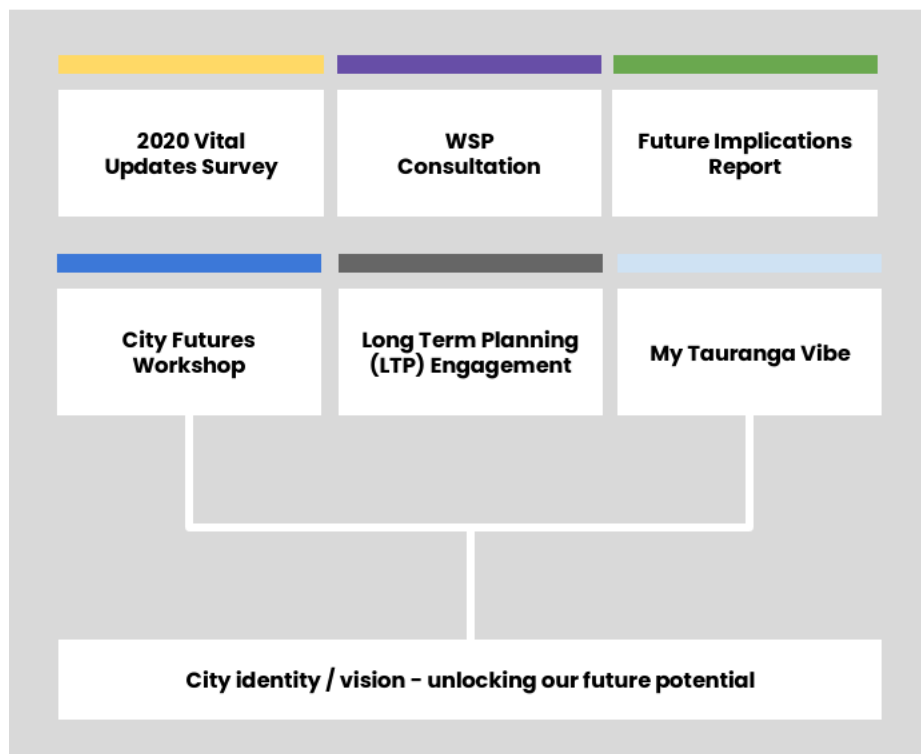 2020 Vital
Updates Survey
WSP
Consultation
Future Implications
Report
City Futures
Workshop
Long Term Planning
(LTP) Engagement
My Tauranga Vibe
City identity / vision - unlocking our future potential